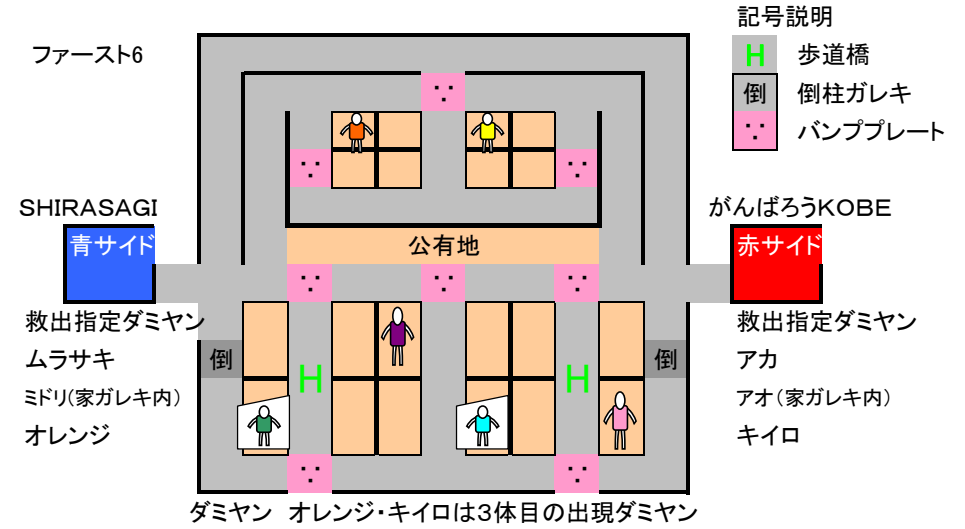 記号説明
ファースト6
H 歩道橋
倒 倒柱ガレキ
バンププレート
SHIRASAGI
がんばろうKOBE
青サイド
公有地
赤サイド
救出指定ダミヤン
ムラサキ
ミドリ(家ガレキ内)
オレンジ
救出指定ダミヤン
アカ
アオ(家ガレキ内)
キイロ
倒
倒
H
H
ダミヤン オレンジ・キイロは3体目の出現ダミヤン